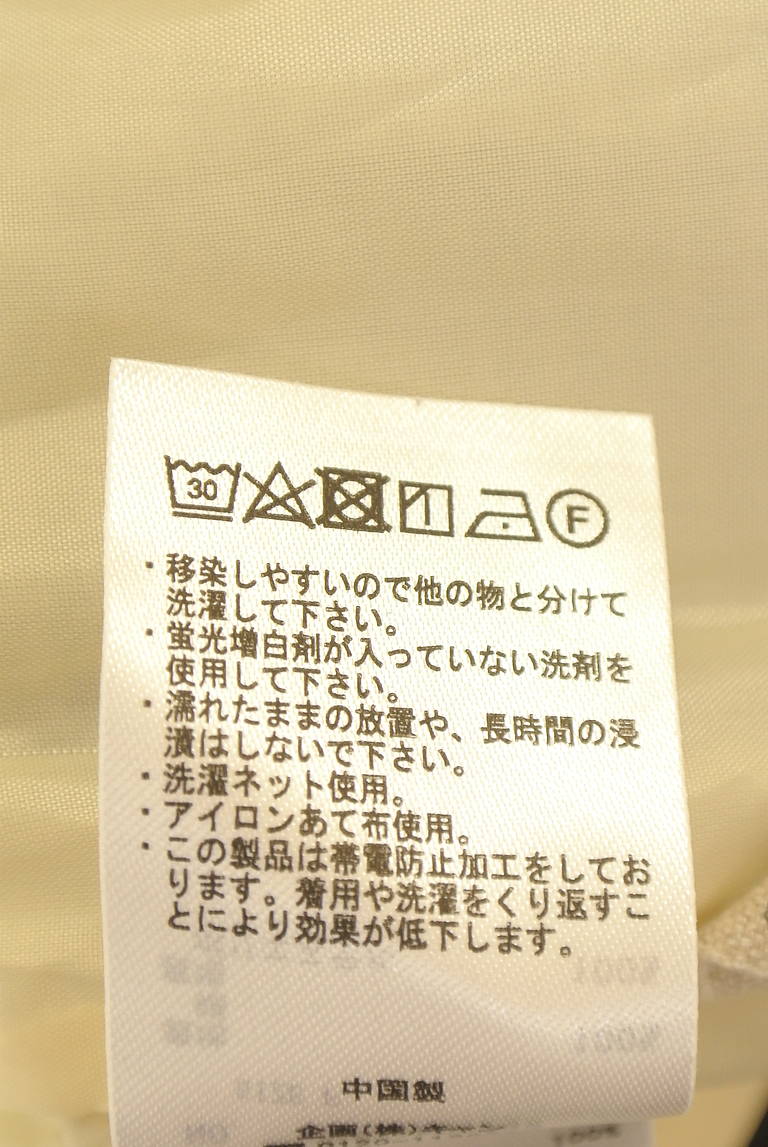 30
F
・移染しやすいので他の物と分けて
洗濯して下さい。
・蛍光増白剤が入っていない洗剤を
使用して下さい。
・濡れたままの放置や、長時間の浸
漬はしないで下さい。
・洗濯ネット使用。
・アイロンあて布使用。
・この製品は帯電防止加工をしてお
ります。着用や洗濯をくり返すこ
とにより効果が低下します。
中国製
企画(株)